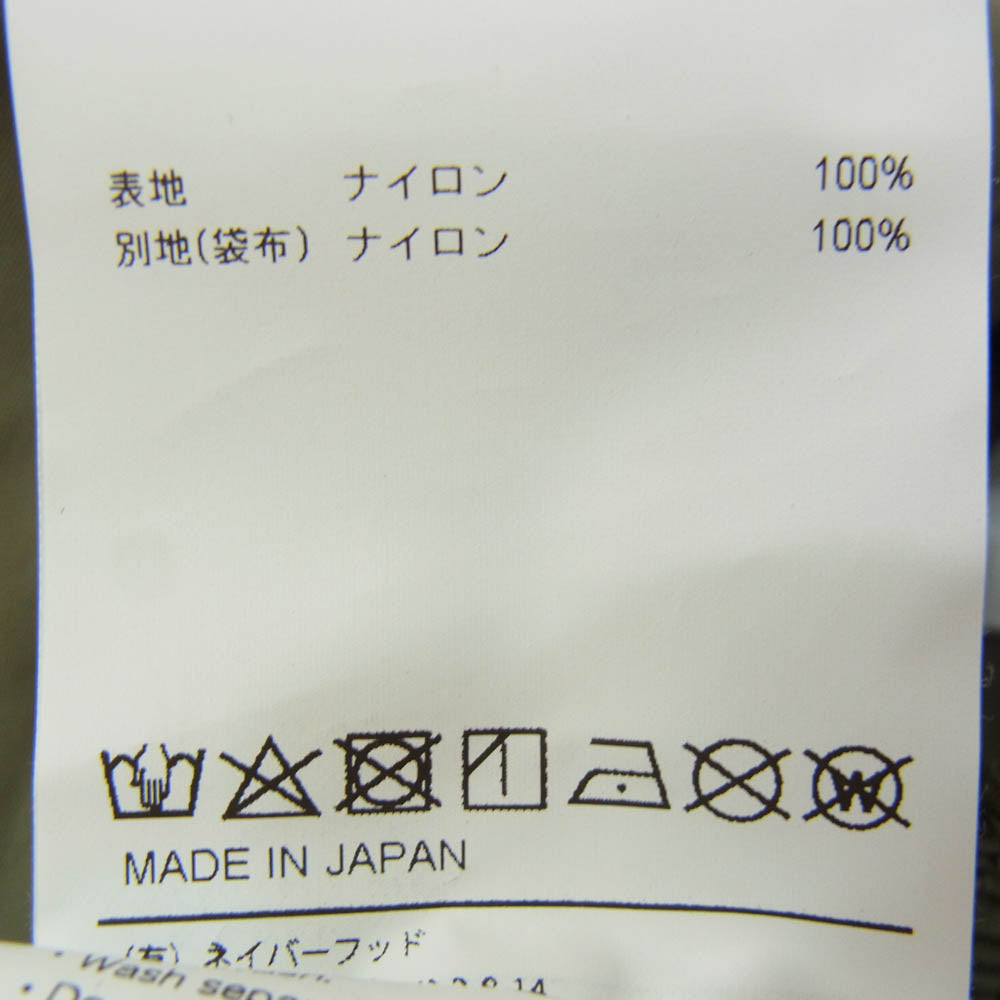 表地 ナイロン 100%
別地(袋布) ナイロン 100%
W
MADE IN JAPAN
(有) ネイバーフッド
・Wash